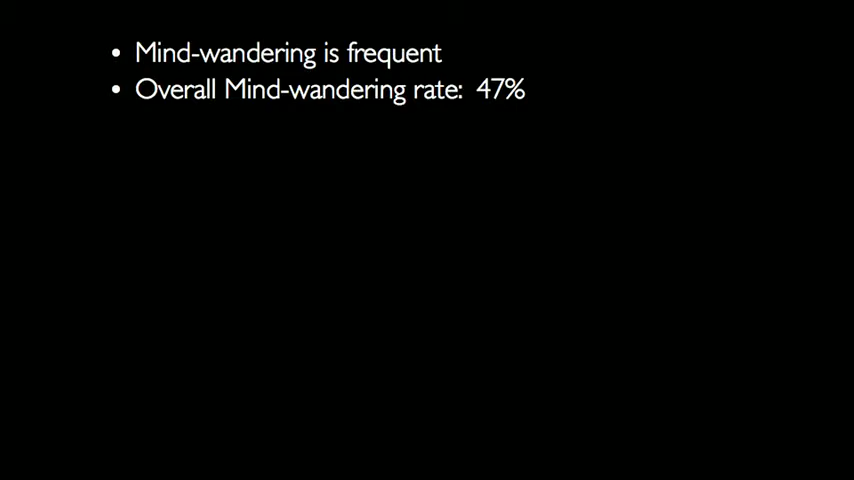 • Mind-wandering is frequent
• Overall Mind-wandering rate: 47%